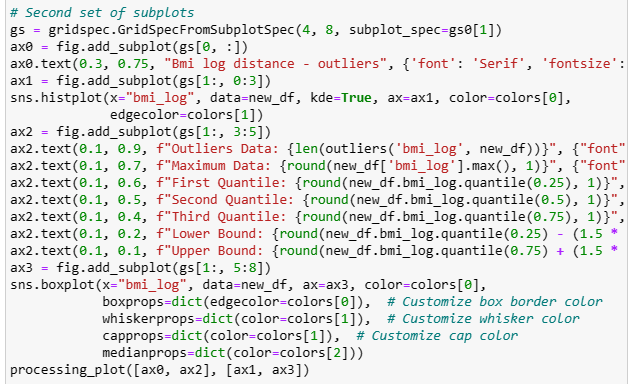 # Second set of subplots
gs = gridspec.GridSpecFromSubplotSpec(4, 8, subplot_spec=gs0[1])
ax0 = fig.add_subplot(gs[0, :])
ax0.text(0.3, 0.75, "Bmi log distance - outliers", {'font': 'Serif', 'fontsize':
ax1 = fig.add_subplot(gs[1:, 0:3])
sns.histplot(x="bmi_log", data=new_df, kde=True, ax=ax1, color=colors[0],
             edgecolor=colors[1])
ax2 = fig.add_subplot(gs[1:, 3:5])
ax2.text(0.1, 0.9, f"Outliers Data: {len(outliers('bmi_log', new_df))}", {"font"
ax2.text(0.1, 0.7, f"Maximum Data: {round(new_df['bmi_log'].max(), 1)}", {"font"
ax2.text(0.1, 0.6, f"First Quantile: {round(new_df.bmi_log.quantile(0.25), 1)}",
ax2.text(0.1, 0.5, f"Second Quantile: {round(new_df.bmi_log.quantile(0.5), 1)}",
ax2.text(0.1, 0.4, f"Third Quantile: {round(new_df.bmi_log.quantile(0.75), 1)}",
ax2.text(0.1, 0.2, f"Lower Bound: {round(new_df.bmi_log.quantile(0.25) - (1.5 *
ax2.text(0.1, 0.1, f"Upper Bound: {round(new_df.bmi_log.quantile(0.75) + (1.5 *
ax3 = fig.add_subplot(gs[1:, 5:8])
sns.boxplot(x="bmi_log", data=new_df, ax=ax3, color=colors[0],
            boxprops=dict(edgecolor=colors[0]),  # Customize box border color
            whiskerprops=dict(color=colors[1]),  # Customize whisker color
            capprops=dict(color=colors[1]),  # Customize cap color
            medianprops=dict(color=colors[2]))
processing_plot([ax0, ax2], [ax1, ax3])